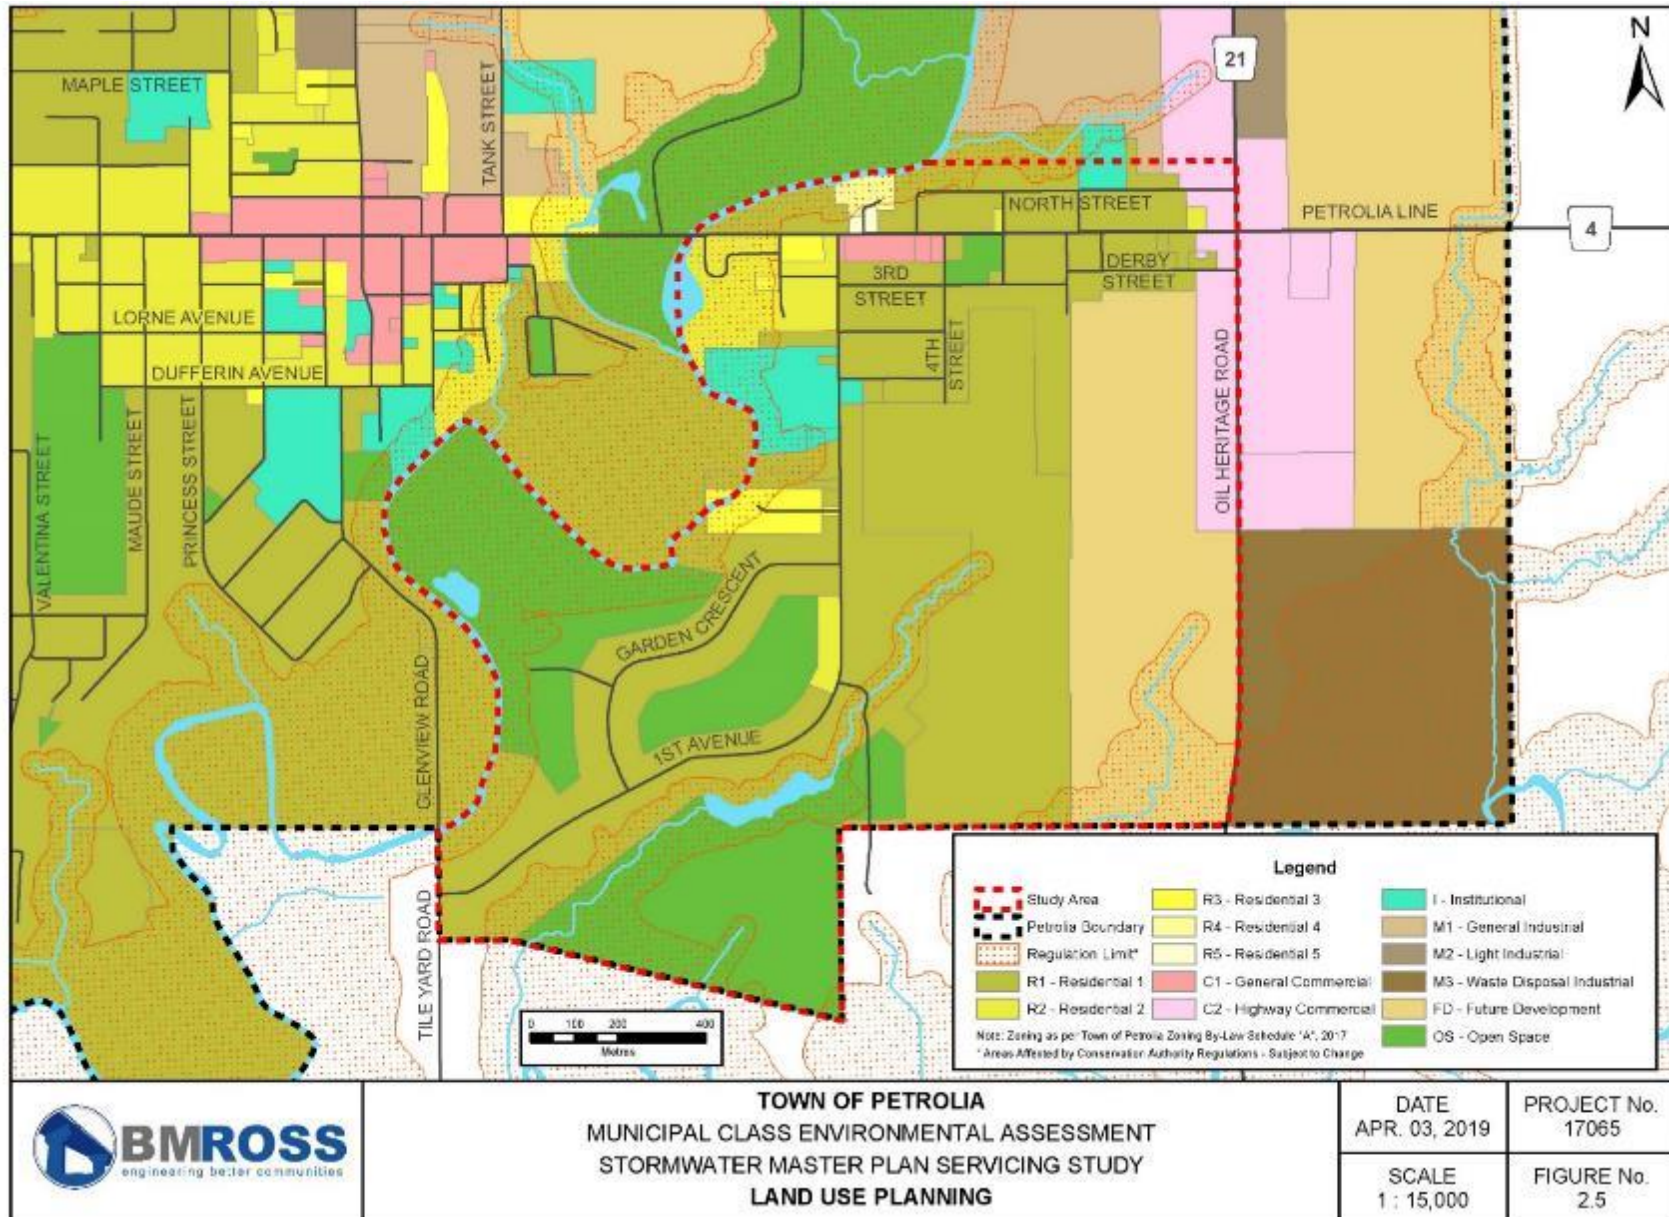 N
21
MAPLE STREET
TANK STREET
NORTH STREET
PETROLIA LINE
4
3RD
STREET
DERBY
STREET
LORNE AVENUE
DUFFERIN AVENUE
4TH
STREET
OIL HERITAGE ROAD
VALENTINA STREET
MAUDE STREET
PRINCESS STREET
GARDEN CRESCENT
GLENVIEW ROAD
1ST AVENUE
TILE YARD ROAD
0 100 200 400
Metres
Legend
Study Area
Petrolia Boundary
Regulation Limit*
R1 - Residential 1
R2 - Residential 2
R3 - Residential 3
R4 - Residential 4
R5 - Residential 5
C1 - General Commercial
C2 - Highway Commercial
I - Institutional
M1 - General Industrial
M2 - Light Industrial
M3 - Waste Disposal Industrial
FD - Future Development
OS - Open Space
Note: Zoning as per Town of Petrolia Zoning By-Law Schedule "A", 2017
* Areas Affected by Conservation Authority Regulations - Subject to Change
BMROSS
engineering better communities
TOWN OF PETROLIA
MUNICIPAL CLASS ENVIRONMENTAL ASSESSMENT
STORMWATER MASTER PLAN SERVICING STUDY
LAND USE PLANNING
DATE
APR. 03, 2019
PROJECT No.
17065
SCALE
1 : 15,000
FIGURE No.
2.5